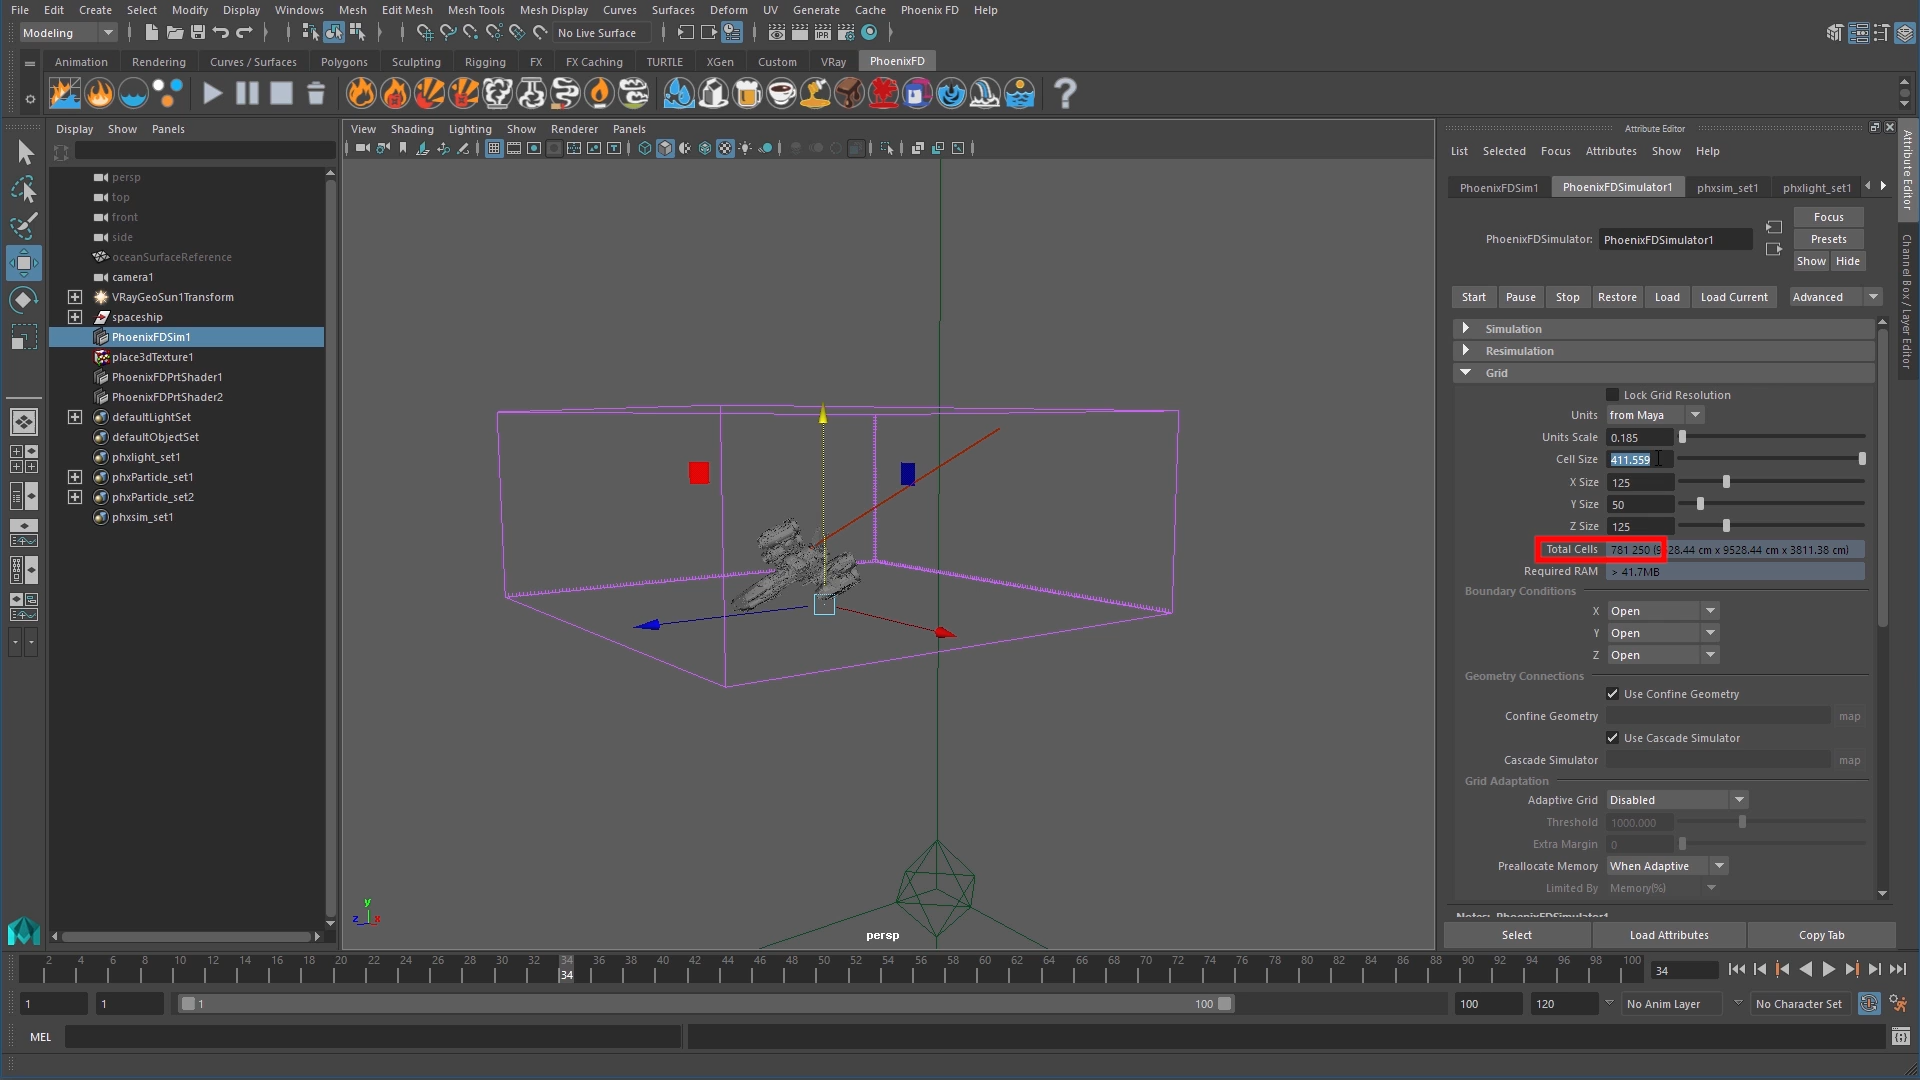 File Edit Create Select Modify Display Windows Mesh Edit Mesh Mesh Tools Mesh Display Curves Surfaces Deform UV Generate Cache Phoenix FD Help
Modeling No Live Surface
Animation Rendering Curves / Surfaces Polygons Sculpting Rigging FX FX Caching TURTLE XGen Custom VRay PhoenixFD
Display Show Panels
persp
top
front
side
oceanSurfaceReference
camera1
VRayGeoSun1Transform
spaceship
PhoenixFDSim1
place3dTexture1
PhoenixFDPrtShader1
PhoenixFDPrtShader2
defaultLightSet
defaultObjectSet
phxlight_set1
phxParticle_set1
phxParticle_set2
phxsim_set1
View Shading Lighting Show Renderer Panels
y
z x
persp
Attribute Editor
List Selected Focus Attributes Show Help
PhoenixFDSim1 PhoenixFDSimulator1 phxsim_set1 phxlight_set1
PhoenixFDSimulator: PhoenixFDSimulator1
Focus
Presets
Show Hide
Start Pause Stop Restore Load Load Current Advanced
Simulation
Resimulation
Grid
Lock Grid Resolution
Units from Maya
Units Scale 0.185
Cell Size 411.559
X Size 125
Y Size 50
Z Size 125
Total Cells 781 250 (9528.44 cm x 9528.44 cm x 3811.38 cm)
Required RAM > 41.7MB
Boundary Conditions
X Open
Y Open
Z Open
Geometry Connections
Use Confine Geometry
Confine Geometry map
Use Cascade Simulator
Cascade Simulator map
Grid Adaptation
Adaptive Grid Disabled
Threshold 1000.000
Extra Margin 0
Preallocate Memory When Adaptive
Limited By Memory(%)
Notes: PhoenixFDSimulator1
Select Load Attributes Copy Tab
Attribute Editor
Channel Box / Layer Editor
2 4 6 8 10 12 14 16 18 20 22 24 26 28 30 32 34 36 38 40 42 44 46 48 50 52 54 56 58 60 62 64 66 68 70 72 74 76 78 80 82 84 86 88 90 92 94 96 98 100
34 34
1 1 1 100 100 120 No Anim Layer No Character Set
MEL